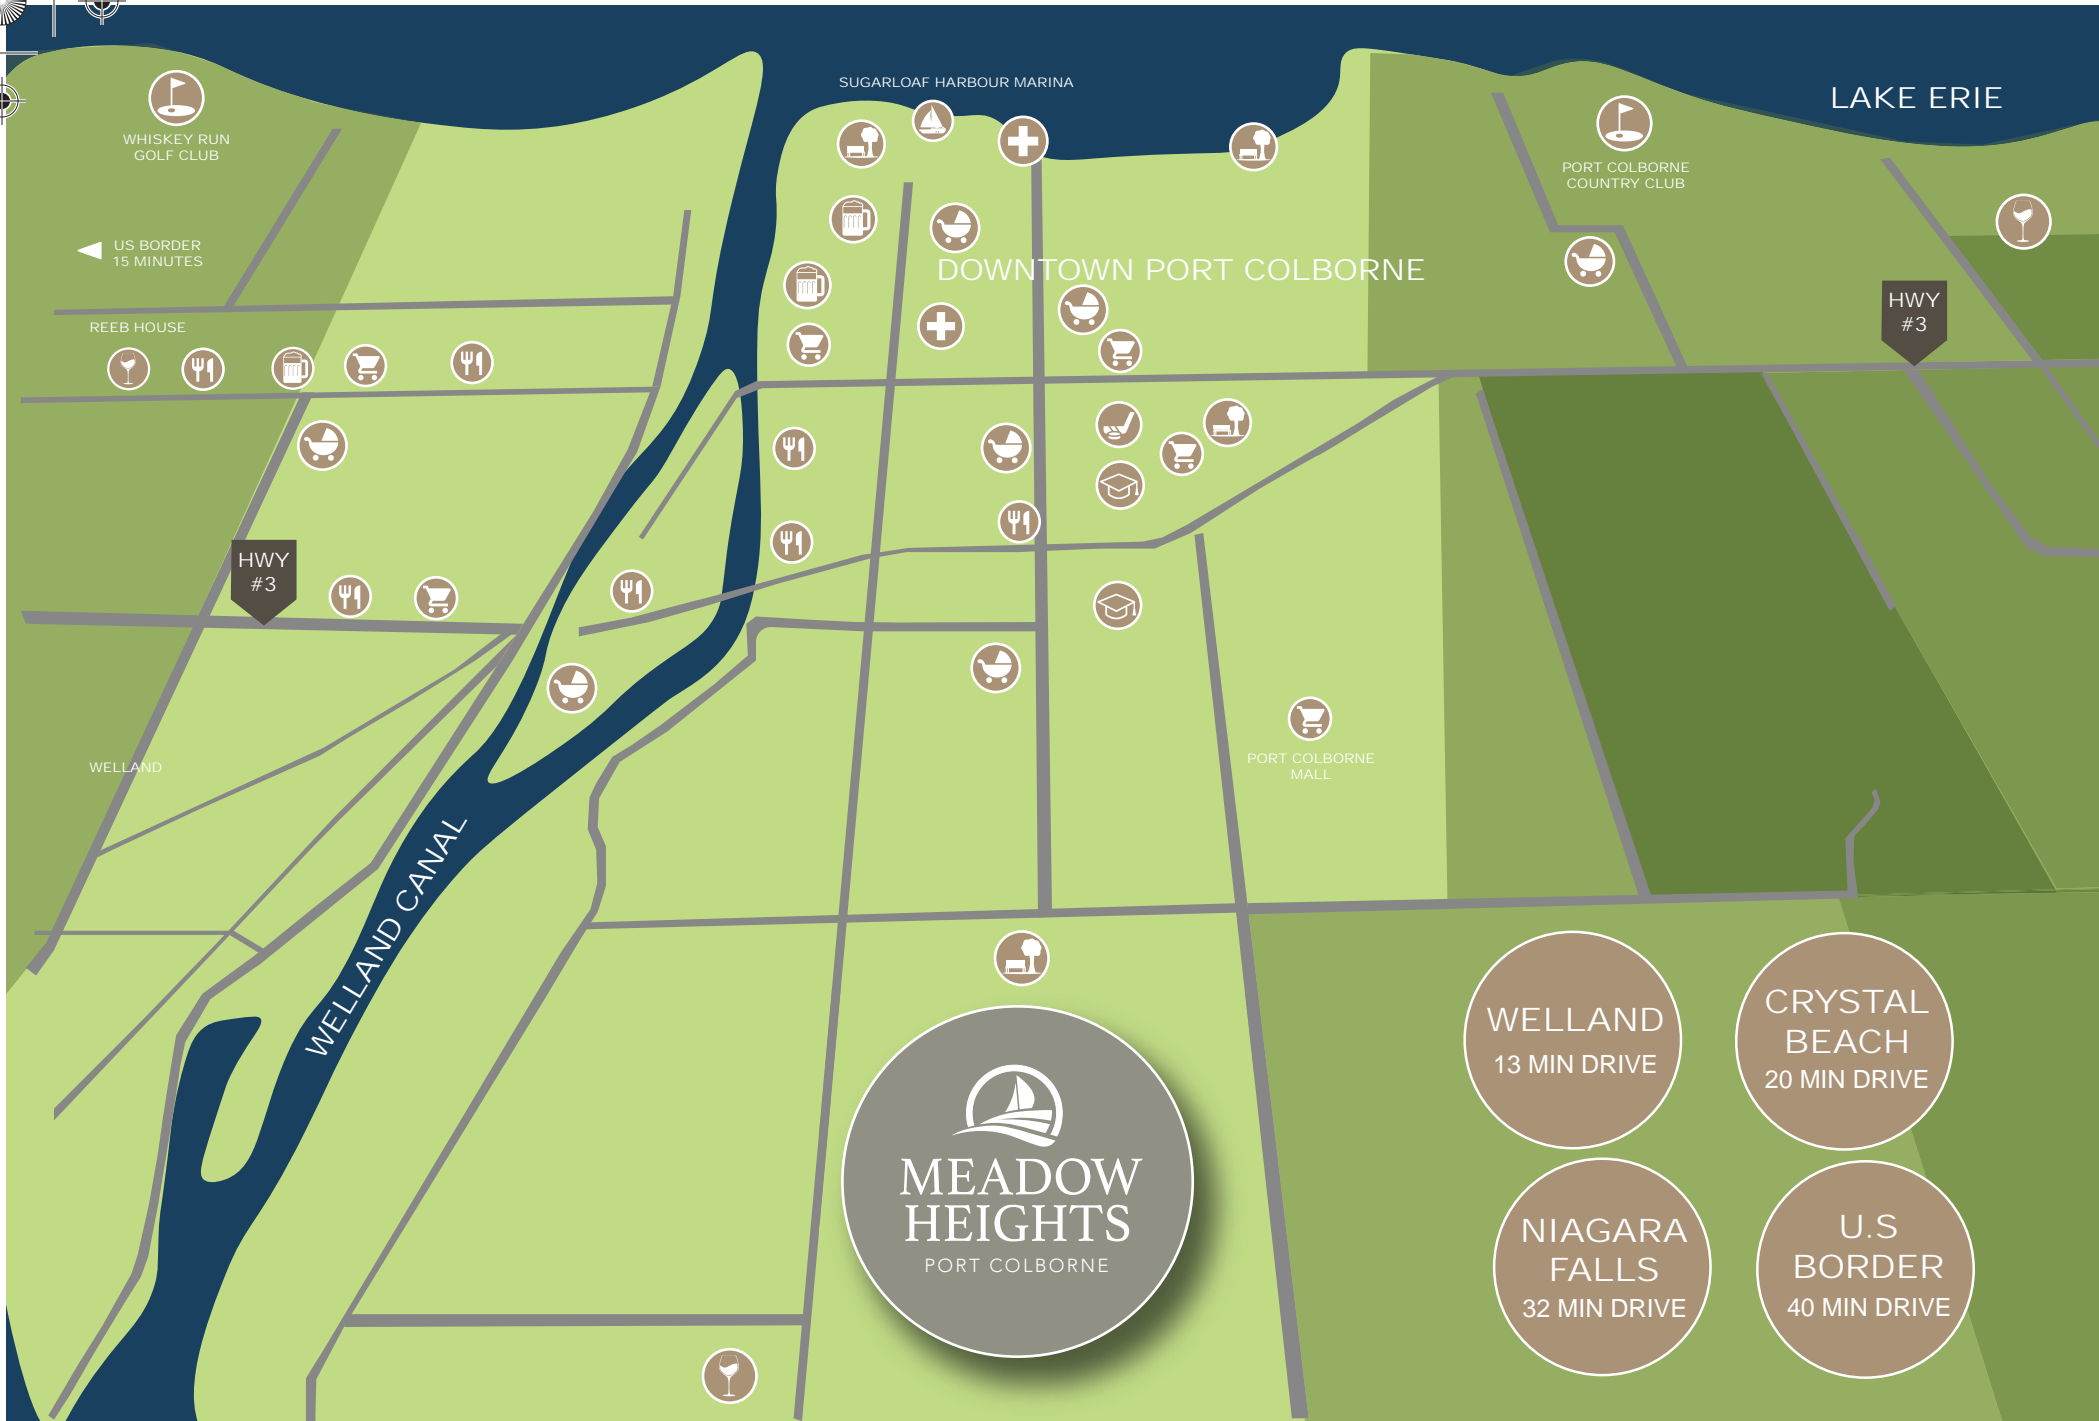 SUGARLOAF HARBOUR MARINA
LAKE ERIE
WHISKEY RUN
GOLF CLUB
PORT COLBORNE
COUNTRY CLUB
US BORDER
15 MINUTES
DOWNTOWN PORT COLBORNE
HWY
#3
REEB HOUSE
HWY
#3
WELLAND
PORT COLBORNE
MALL
WELLAND CANAL
MEADOW
HEIGHTS
PORT COLBORNE
WELLAND
13 MIN DRIVE
CRYSTAL
BEACH
20 MIN DRIVE
NIAGARA
FALLS
32 MIN DRIVE
U.S
BORDER
40 MIN DRIVE